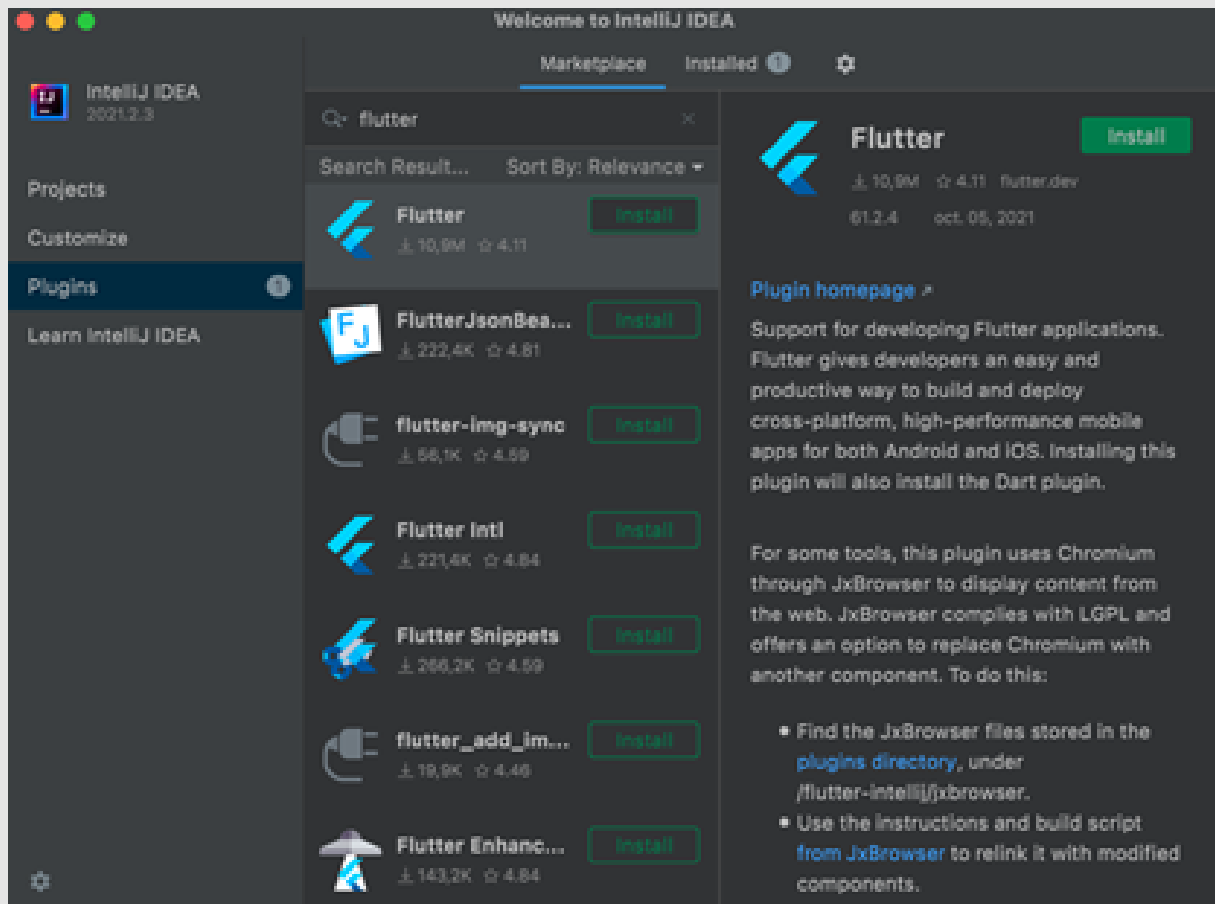 Welcome to IntelliJ IDEA
IntelliJ IDEA
2021.2.3
Projects
Customize
Plugins 1
Learn IntelliJ IDEA
Marketplace Installed 1
flutter
Search Result... Sort By: Relevance
Flutter Install
10,9M 4.11
FlutterJsonBea... Install
222,4K 4.81
flutter-img-sync Install
56,1K 4.59
Flutter Intl Install
221,4K 4.84
Flutter Snippets Install
266,2K 4.59
flutter_add_im... Install
19,9K 4.46
Flutter Enhanc... Install
143,2K 4.84
Flutter Install
10,9M 4.11 flutter.dev
61.2.4 oct. 05, 2021
Plugin homepage
Support for developing Flutter applications.
Flutter gives developers an easy and
productive way to build and deploy
cross-platform, high-performance mobile
apps for both Android and iOS. Installing this
plugin will also install the Dart plugin.
For some tools, this plugin uses Chromium
through JxBrowser to display content from
the web. JxBrowser complies with LGPL and
offers an option to replace Chromium with
another component. To do this:
• Find the JxBrowser files stored in the
plugins directory, under
/flutter-intellij/jxbrowser.
• Use the instructions and build script
from JxBrowser to relink it with modified
components.